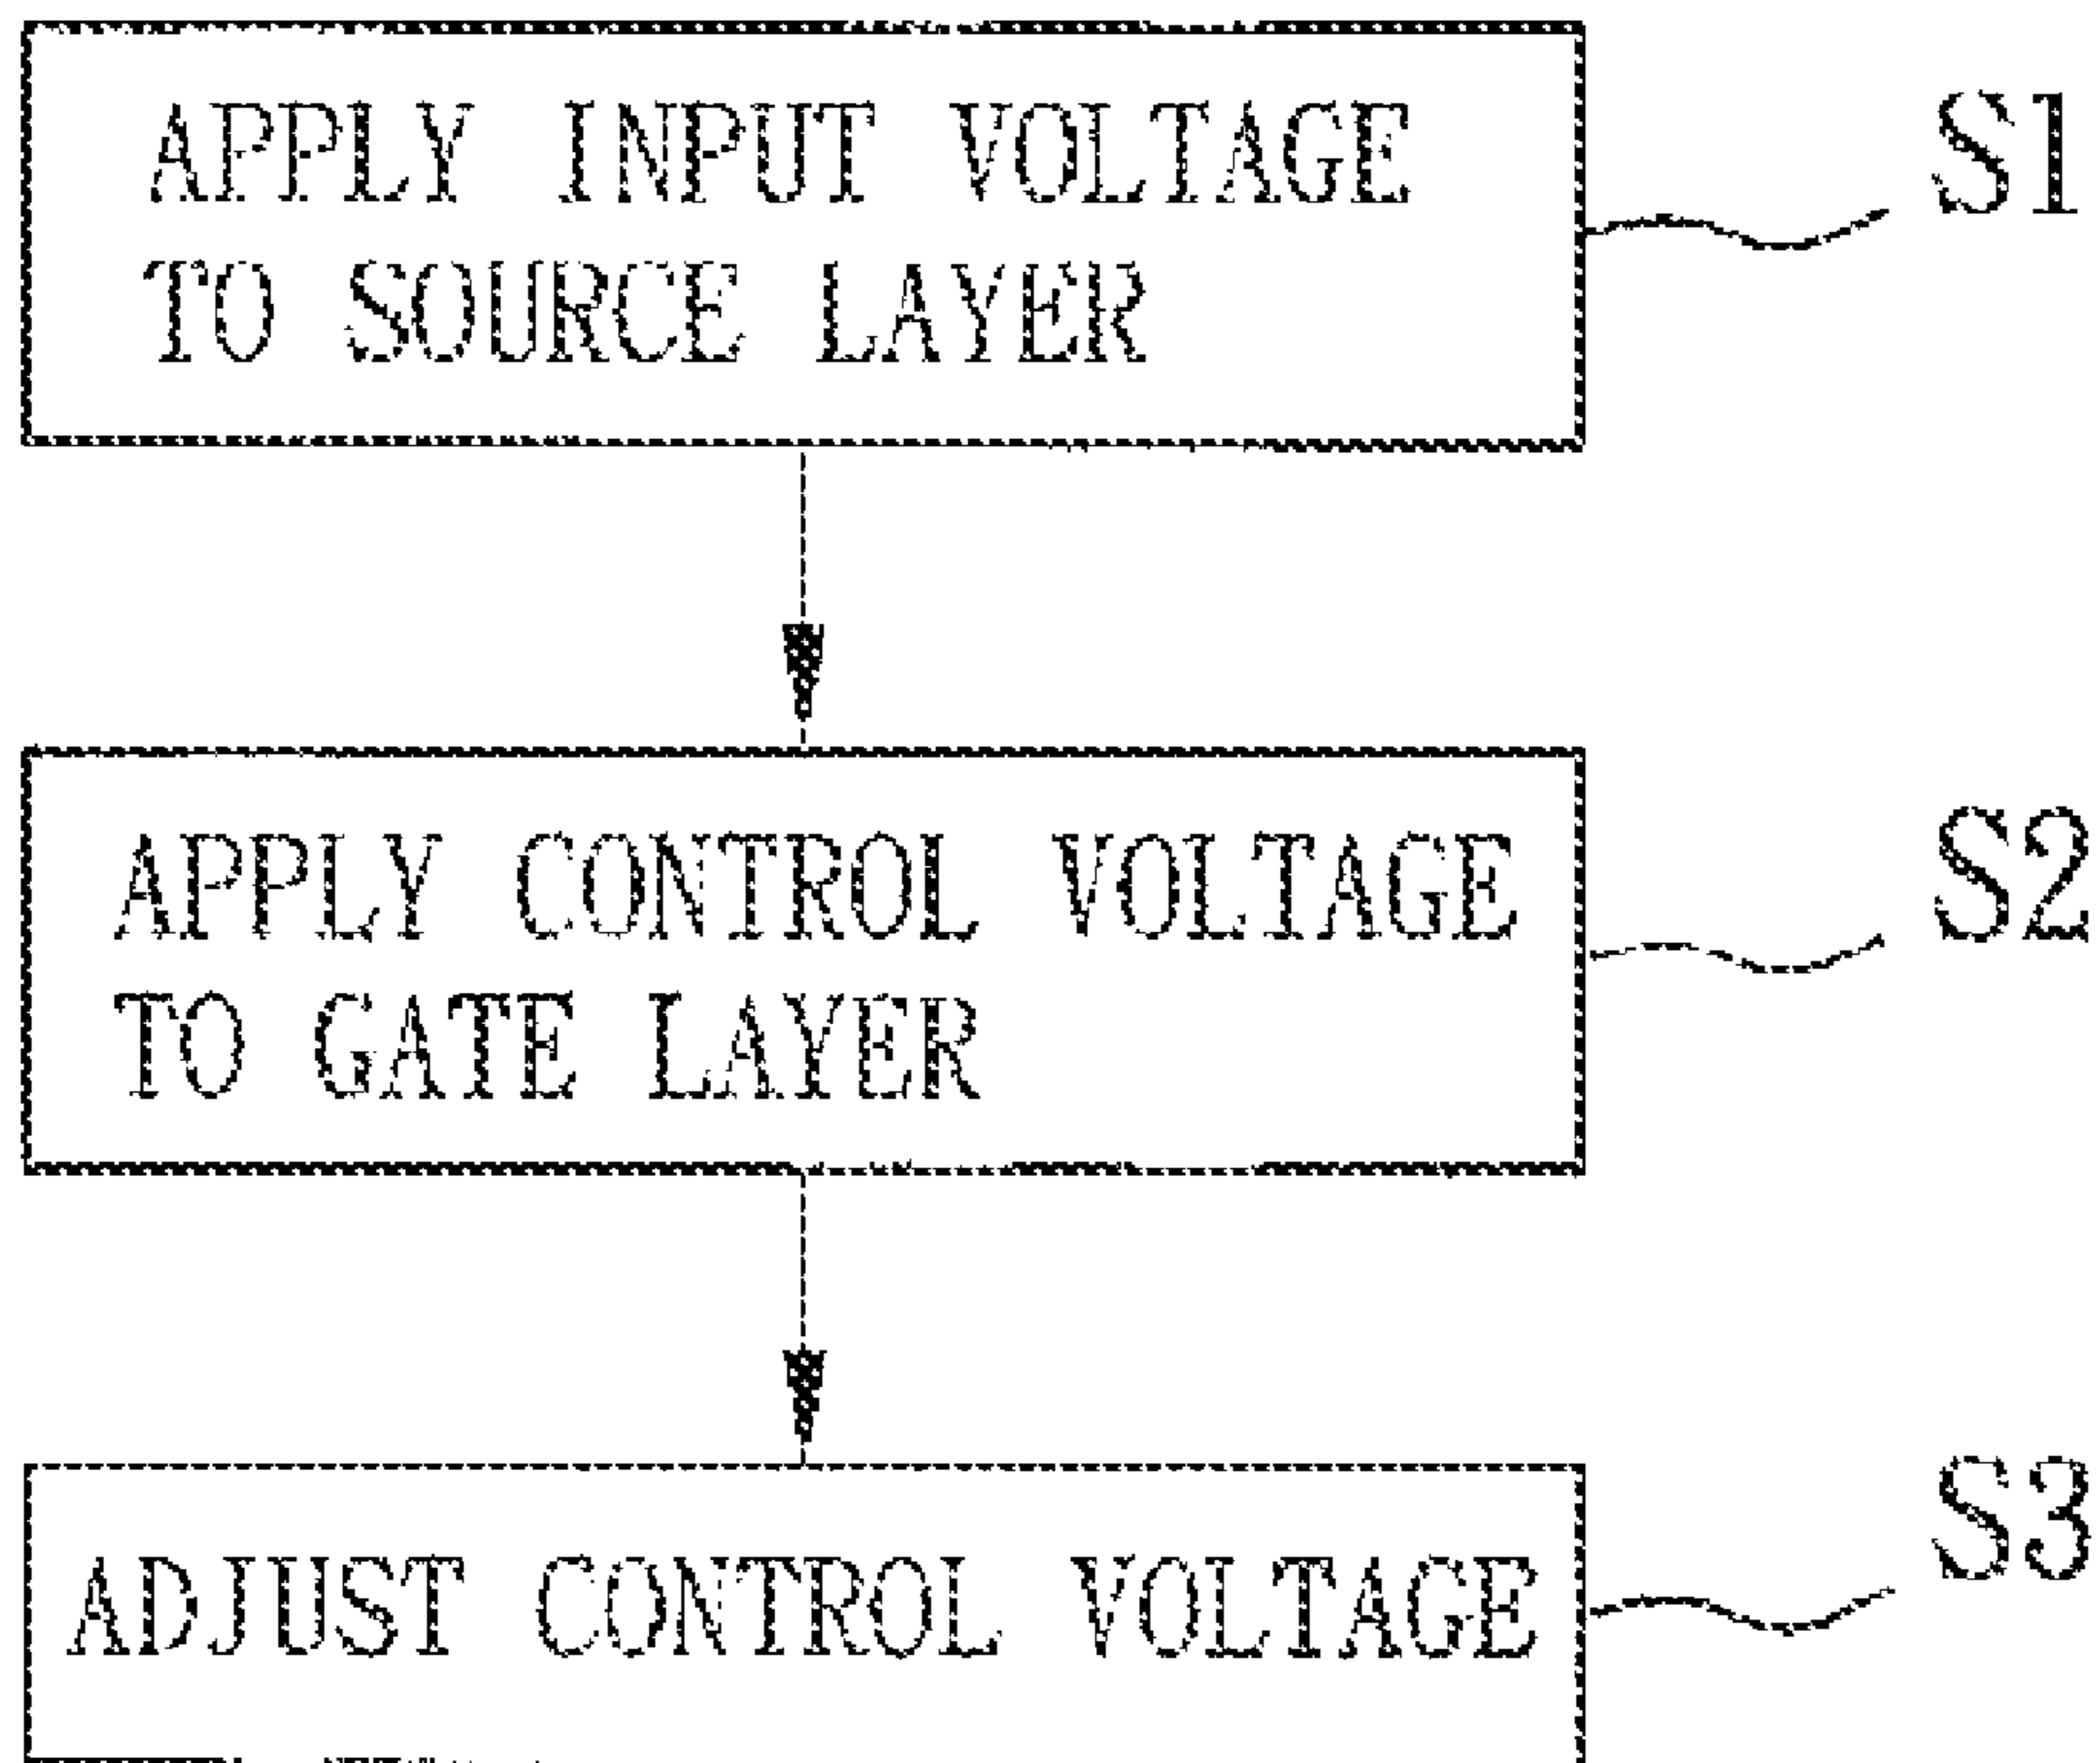 APPLY INPUT VOLTAGE
TO SOURCE LAYER
S1
APPLY CONTROL VOLTAGE
TO GATE LAYER
S2
ADJUST CONTROL VOLTAGE
S3